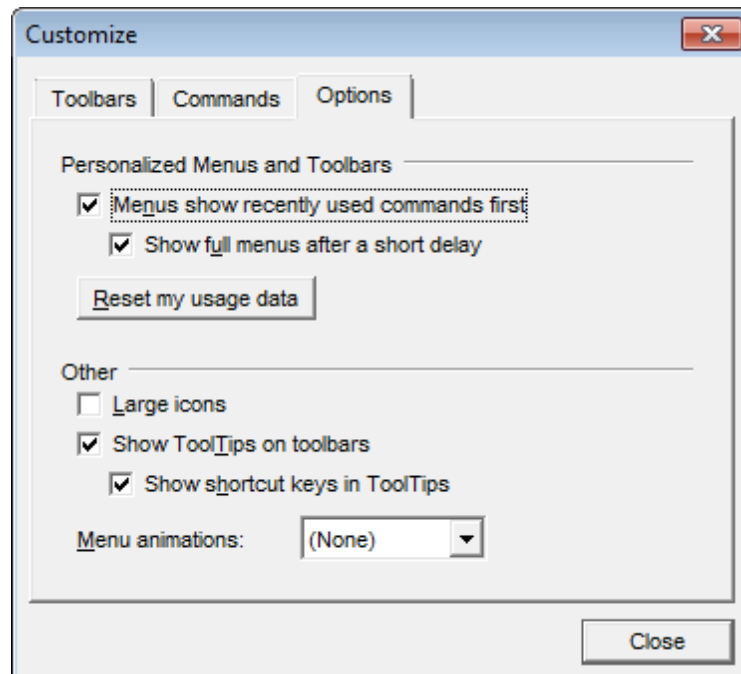 Customize
Toolbars Commands Options
Personalized Menus and Toolbars
Menus show recently used commands first
Show full menus after a short delay
Reset my usage data
Other
Large icons
Show ToolTips on toolbars
Show shortcut keys in ToolTips
Menu animations: (None)
Close